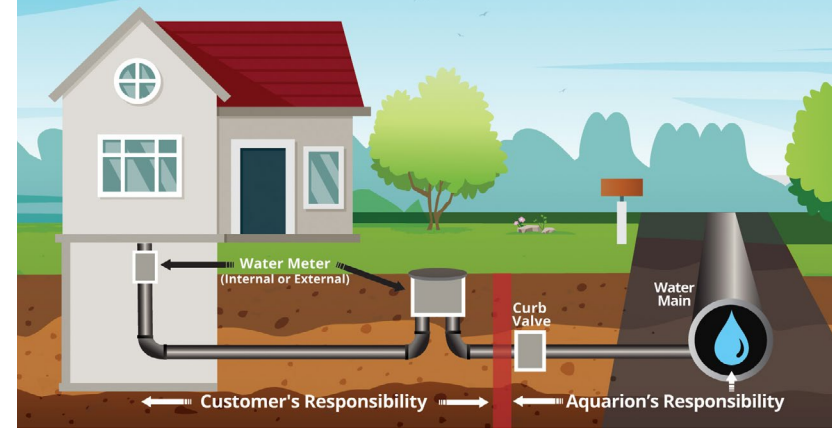 Water Meter
(Internal or External)
Water
Main
Curb
Valve
Customer's Responsibility
Aquarion's Responsibility